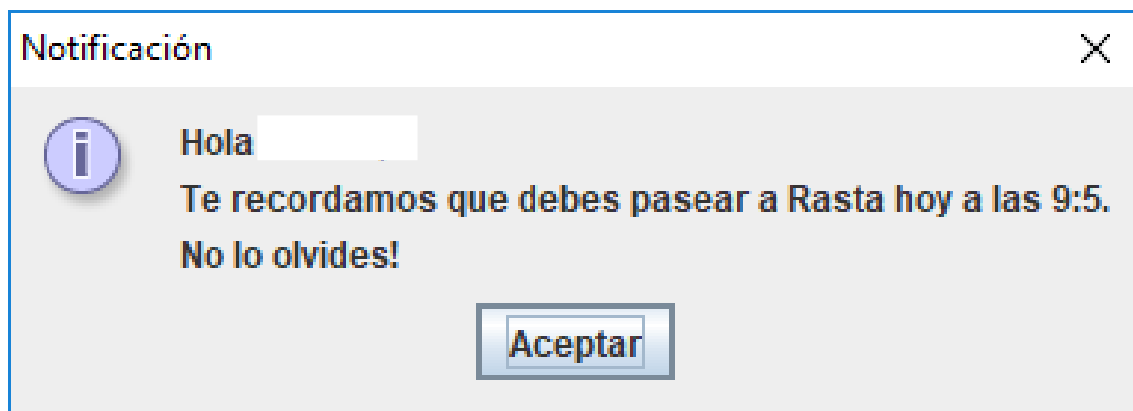 Notificación
Hola
Te recordamos que debes pasear a Rasta hoy a las 9:5.
No lo olvides!
Aceptar